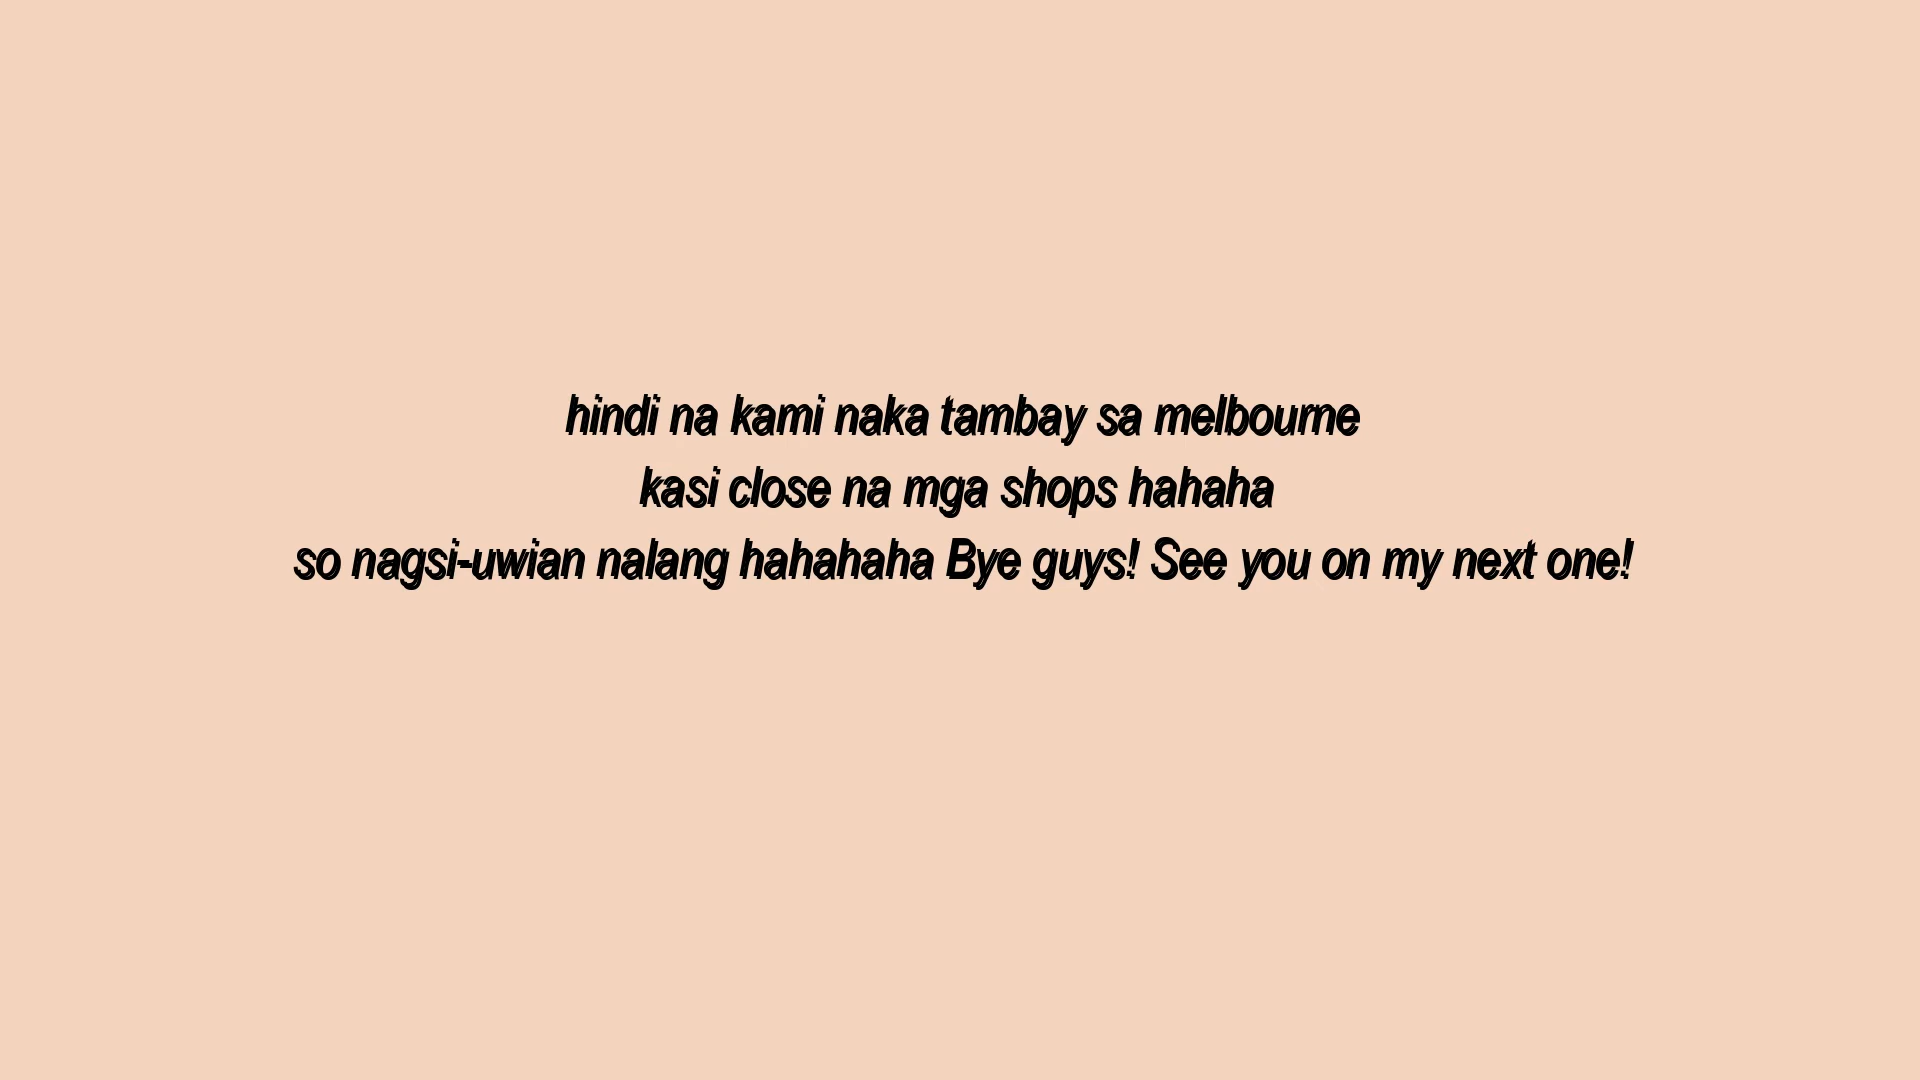 hindi na kami naka tambay sa melbourne
kasi close na mga shops hahaha
so nagsi-uwian nalang hahahaha Bye guys! See you on my next one!